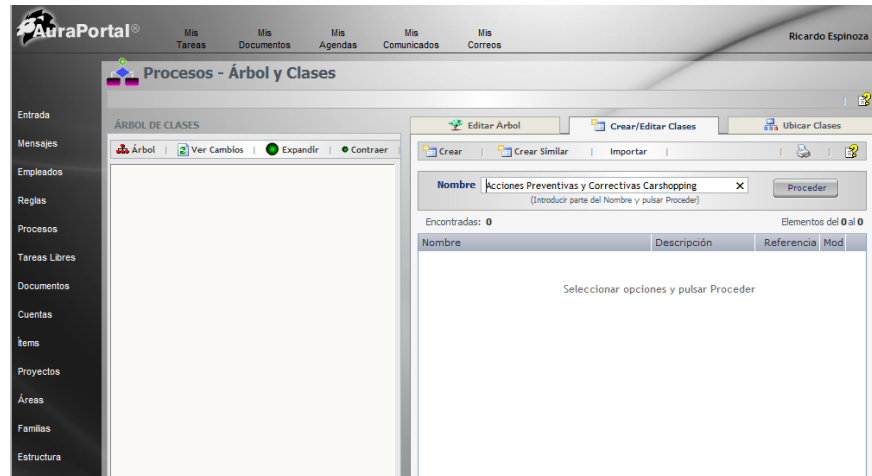 AuraPortal®
Mis Tareas
Mis Documentos
Mis Agendas
Mis Comunicados
Mis Correos
Ricardo Espinoza
Procesos - Árbol y Clases
Entrada
Mensajes
Empleados
Reglas
Procesos
Tareas Libres
Documentos
Cuentas
Ítems
Proyectos
Áreas
Familias
Estructura
ÁRBOL DE CLASES
Árbol | Ver Cambios | Expandir | Contraer
Editar Árbol
Crear/Editar Clases
Ubicar Clases
Crear | Crear Similar | Importar |
Nombre Acciones Preventivas y Correctivas Carshopping X Proceder
(Introducir parte del Nombre y pulsar Proceder)
Encontradas: 0 Elementos del 0 al 0
Nombre Descripción Referencia Mod
Seleccionar opciones y pulsar Proceder